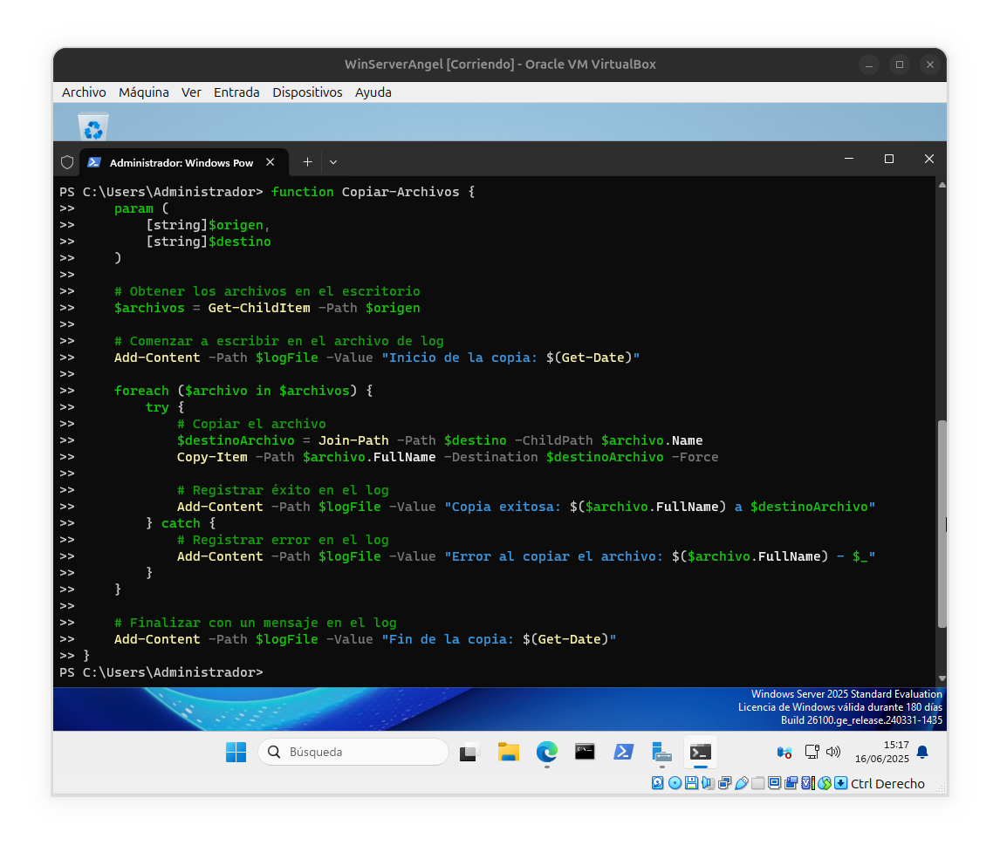 WinServerAngel [Corriendo] - Oracle VM VirtualBox
Archivo Máquina Ver Entrada Dispositivos Ayuda
Administrador: Windows Pow
PS C:\Users\Administrador> function Copiar-Archivos {
>>     param (
>>         [string]$origen,
>>         [string]$destino
>>     )
>>
>>     # Obtener los archivos en el escritorio
>>     $archivos = Get-ChildItem -Path $origen
>>
>>     # Comenzar a escribir en el archivo de log
>>     Add-Content -Path $logFile -Value "Inicio de la copia: $(Get-Date)"
>>
>>     foreach ($archivo in $archivos) {
>>         try {
>>             # Copiar el archivo
>>             $destinoArchivo = Join-Path -Path $destino -ChildPath $archivo.Name
>>             Copy-Item -Path $archivo.FullName -Destination $destinoArchivo -Force
>>
>>             # Registrar éxito en el log
>>             Add-Content -Path $logFile -Value "Copia exitosa: $($archivo.FullName) a $destinoArchivo"
>>         } catch {
>>             # Registrar error en el log
>>             Add-Content -Path $logFile -Value "Error al copiar el archivo: $($archivo.FullName) - $_"
>>         }
>>     }
>>
>>     # Finalizar con un mensaje en el log
>>     Add-Content -Path $logFile -Value "Fin de la copia: $(Get-Date)"
>> }
PS C:\Users\Administrador>
Windows Server 2025 Standard Evaluation
Licencia de Windows válida durante 180 días
Build 26100.ge_release.240331-1435
Búsqueda
15:17
16/06/2025
Ctrl Derecho